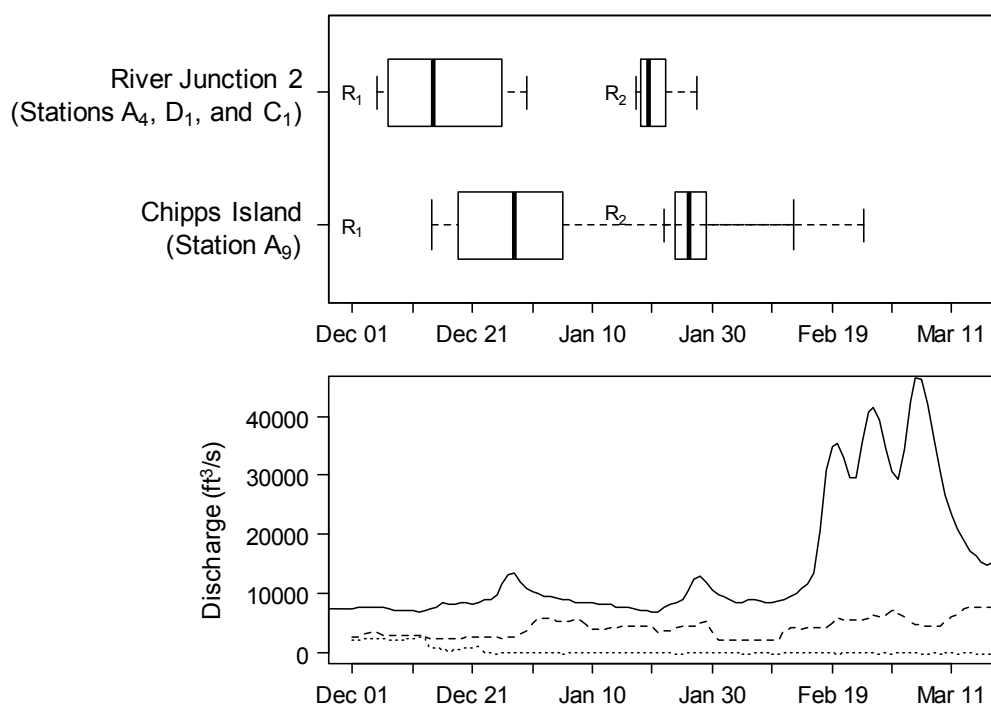 River Junction 2
(Stations A₄, D₁, and C₁)
R₁
R₂
Chipps Island
(Station A₉)
R₁
R₂
Dec 01 Dec 21 Jan 10 Jan 30 Feb 19 Mar 11
Discharge (ft³/s)
40000
30000
20000
10000
0
Dec 01 Dec 21 Jan 10 Jan 30 Feb 19 Mar 11